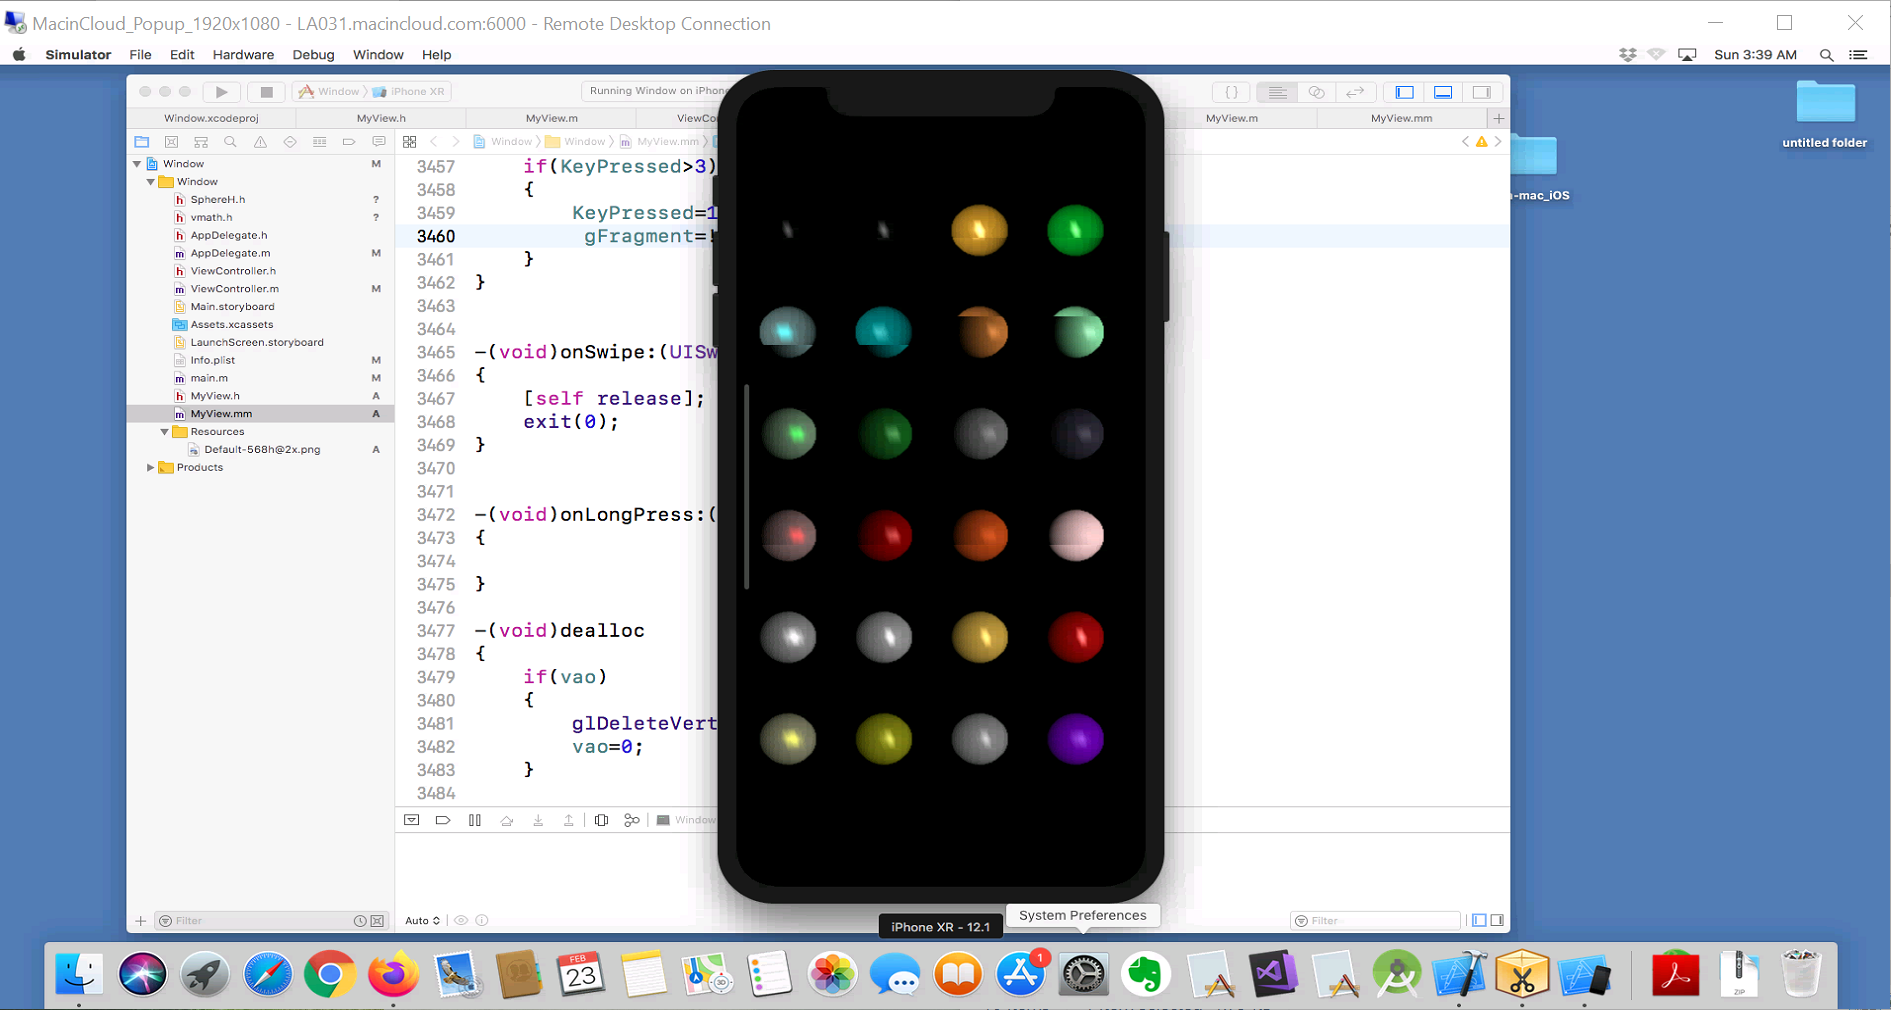 MacinCloud_Popup_1920x1080 - LA031.macincloud.com:6000 - Remote Desktop Connection
Simulator File Edit Hardware Debug Window Help Sun 3:39 AM
Window iPhone XR Running Window on iPhone
Window.xcodeproj MyView.h MyView.m ViewCo MyView.m MyView.mm
Window Window MyView.mm
untitled folder
-mac_iOS
Window M
Window
SphereH.h ?
vmath.h ?
AppDelegate.h
AppDelegate.m M
ViewController.h
ViewController.m M
Main.storyboard
Assets.xcassets
LaunchScreen.storyboard
Info.plist M
main.m M
MyView.h A
MyView.mm A
Resources
Default-568h@2x.png A
Products
3457 if(KeyPressed>3)
3458 {
3459 KeyPressed=1
3460 gFragment=!
3461 }
3462 }
3463
3464
3465 -(void)onSwipe:(UISw
3466 {
3467 [self release];
3468 exit(0);
3469 }
3470
3471
3472 -(void)onLongPress:(
3473 {
3474
3475 }
3476
3477 -(void)dealloc
3478 {
3479 if(vao)
3480 {
3481 glDeleteVert
3482 vao=0;
3483 }
3484
Window
Filter
Auto
Filter
System Preferences
iPhone XR - 12.1
FEB
23
3D
1
ZIP